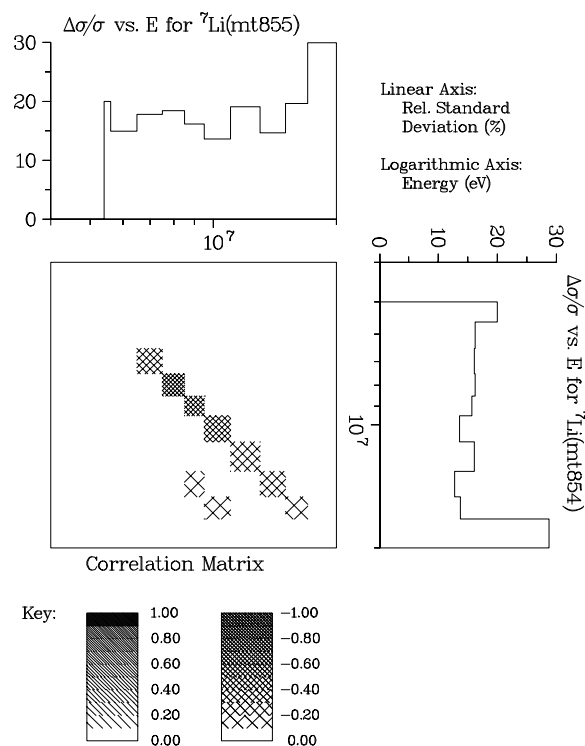 Δσ/σ vs. E for ⁷Li(mt855)
30
20
10
0
10⁷
Linear Axis:
Rel. Standard
Deviation (%)
Logarithmic Axis:
Energy (eV)
0
10
20
30
10⁷
Δσ/σ vs. E for ⁷Li(mt854)
Correlation Matrix
Key:
1.00
0.80
0.60
0.40
0.20
0.00
−1.00
−0.80
−0.60
−0.40
−0.20
0.00